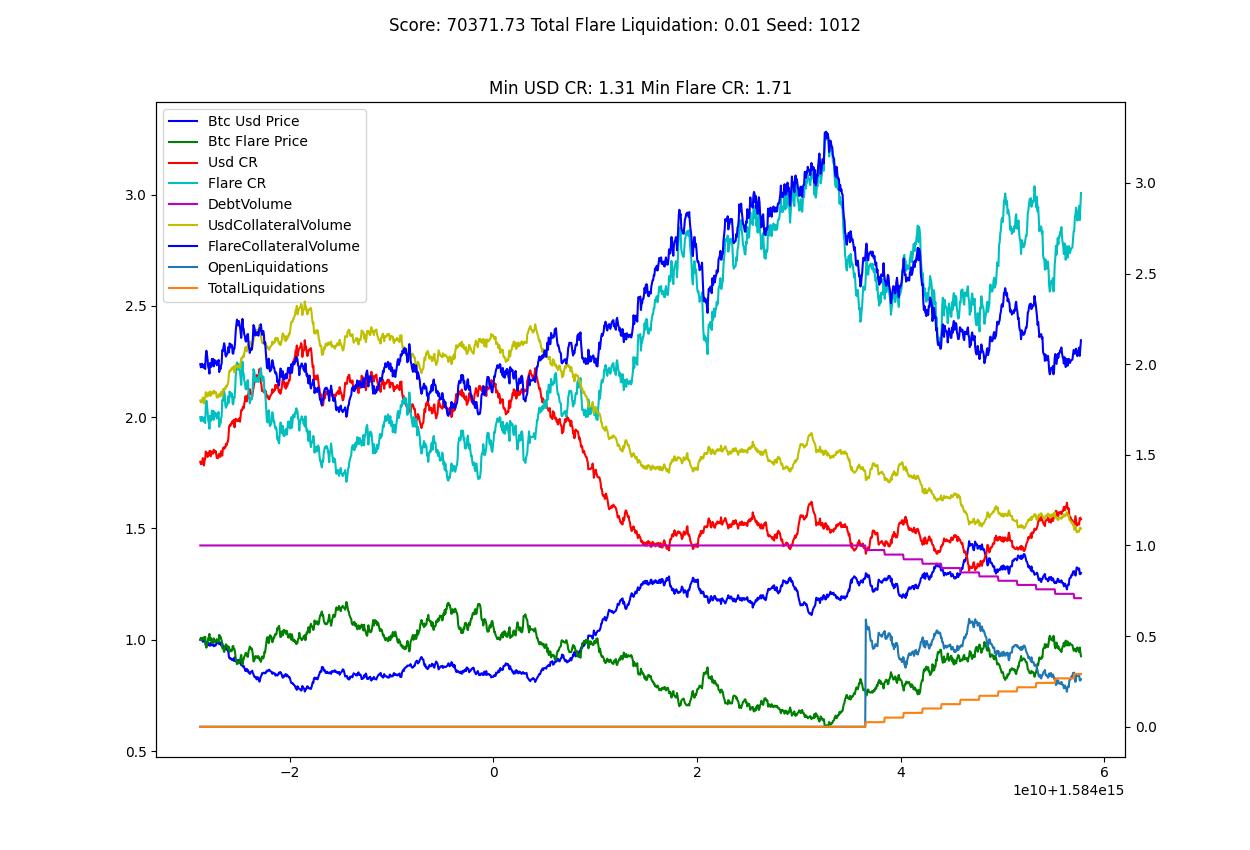 Score: 70371.73 Total Flare Liquidation: 0.01 Seed: 1012
Min USD CR: 1.31 Min Flare CR: 1.71
Btc Usd Price
Btc Flare Price
Usd CR
Flare CR
DebtVolume
UsdCollateralVolume
FlareCollateralVolume
OpenLiquidations
TotalLiquidations
3.0
2.5
2.0
1.5
1.0
0.5
3.0
2.5
2.0
1.5
1.0
0.5
0.0
−2 0 2 4 6
1e10+1.584e15